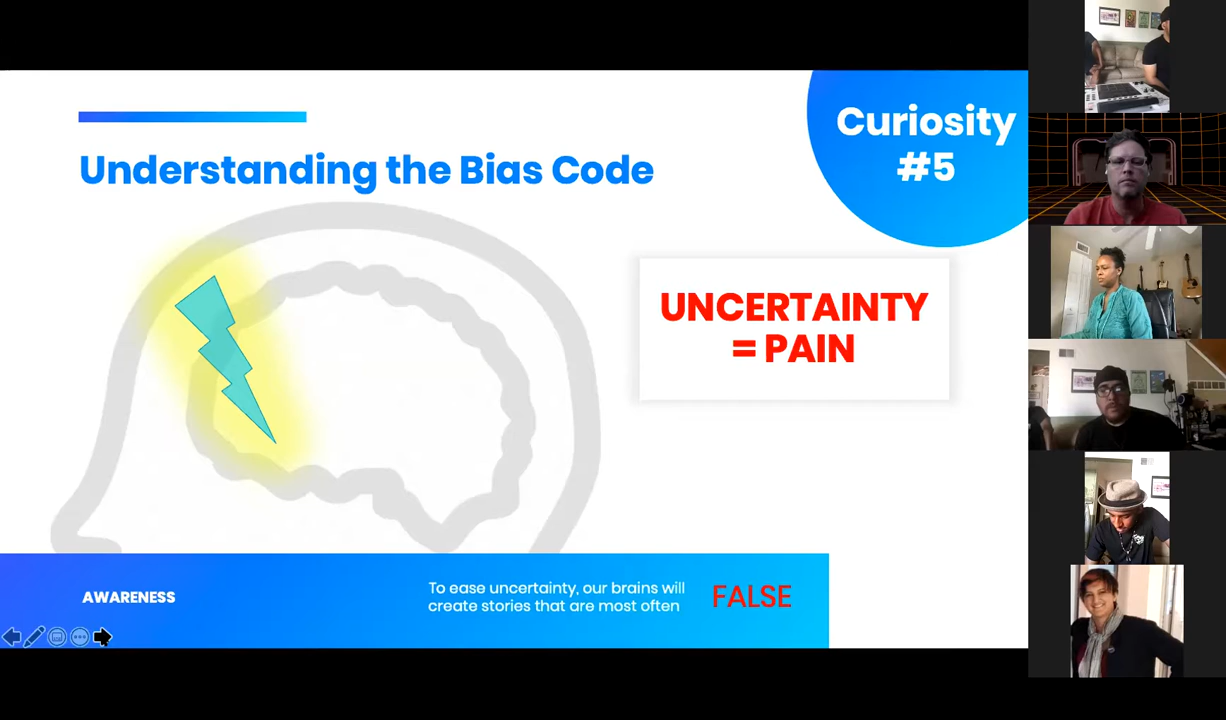 Curiosity
#5
Understanding the Bias Code
UNCERTAINTY
= PAIN
AWARENESS
To ease uncertainty, our brains will
create stories that are most often
FALSE